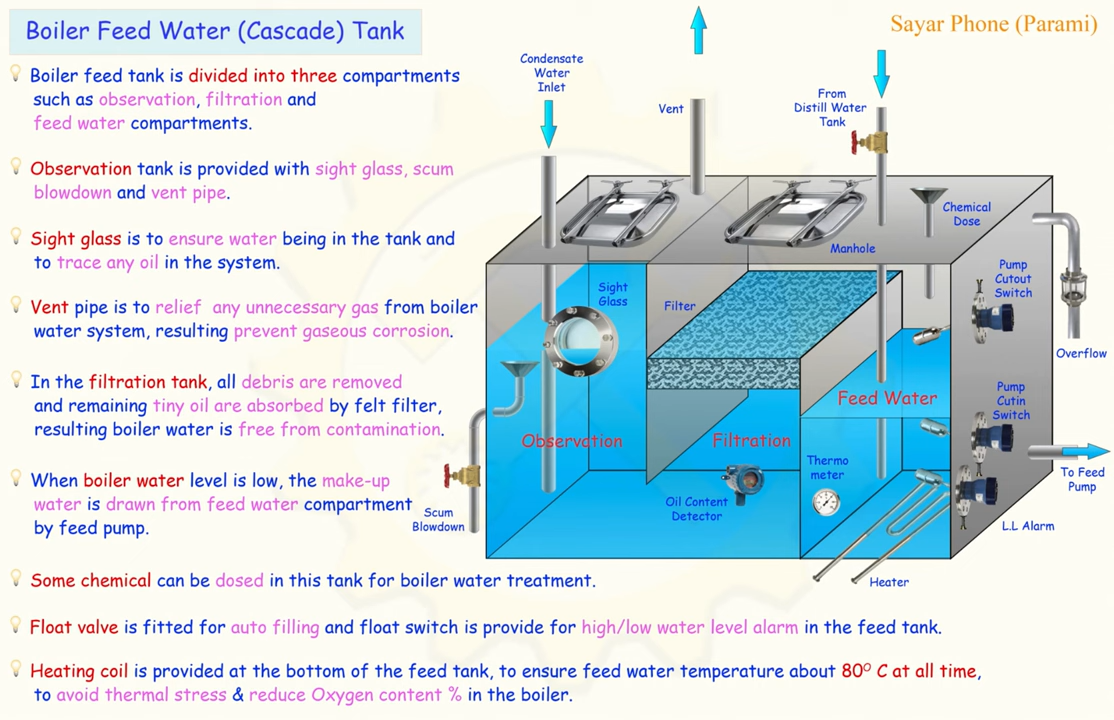 Boiler Feed Water (Cascade) Tank
Sayar Phone (Parami)
Boiler feed tank is divided into three compartments
such as observation, filtration and
feed water compartments.
Observation tank is provided with sight glass, scum
blowdown and vent pipe.
Sight glass is to ensure water being in the tank and
to trace any oil in the system.
Vent pipe is to relief any unnecessary gas from boiler
water system, resulting prevent gaseous corrosion.
In the filtration tank, all debris are removed
and remaining tiny oil are absorbed by felt filter,
resulting boiler water is free from contamination.
When boiler water level is low, the make-up
water is drawn from feed water compartment
by feed pump.
Some chemical can be dosed in this tank for boiler water treatment.
Float valve is fitted for auto filling and float switch is provide for high/low water level alarm in the feed tank.
Heating coil is provided at the bottom of the feed tank, to ensure feed water temperature about 80° C at all time,
to avoid thermal stress & reduce Oxygen content % in the boiler.
Condensate
Water
Inlet
Vent
From
Distill Water
Tank
Chemical
Dose
Manhole
Pump
Cutout
Switch
Sight
Glass
Filter
Overflow
Pump
Cutin
Switch
Feed Water
Observation
Filtration
Thermo
meter
To Feed
Pump
Oil Content
Detector
Scum
Blowdown
L.L Alarm
Heater